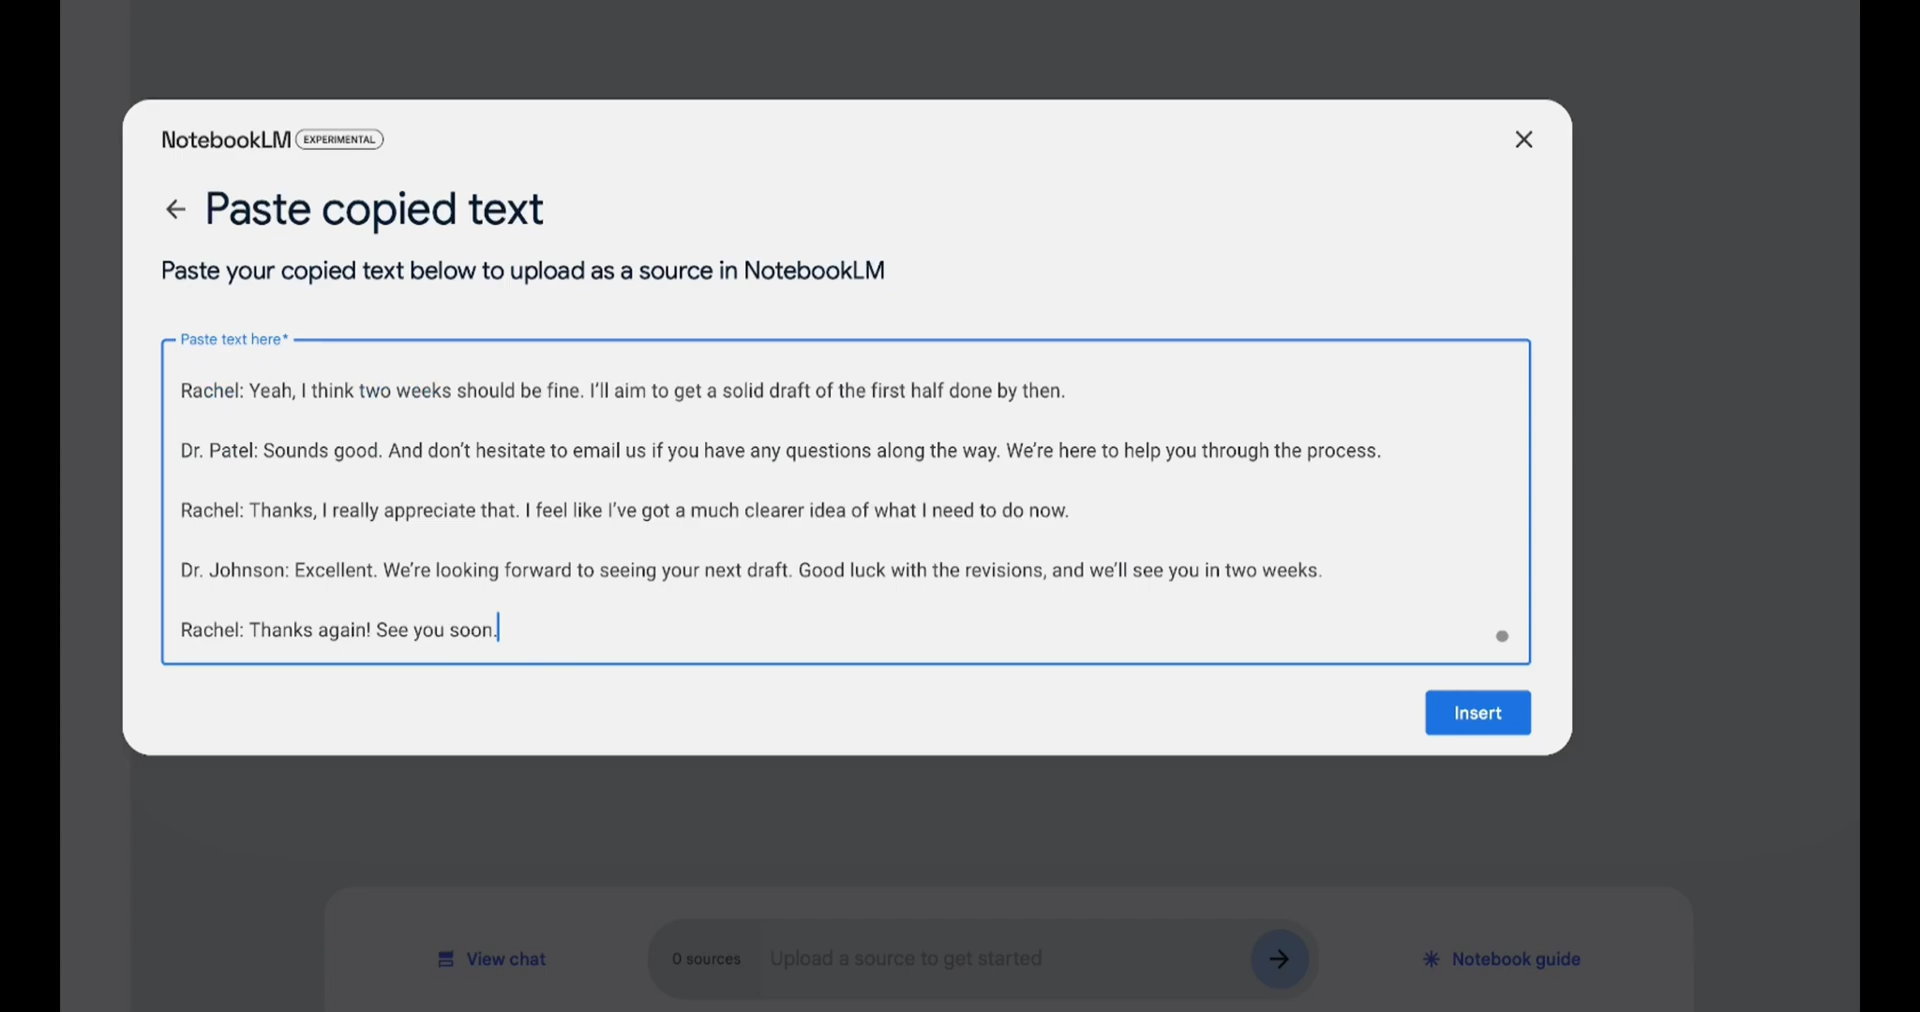 NotebookLM EXPERIMENTAL
Paste copied text
Paste your copied text below to upload as a source in NotebookLM
Paste text here*
Rachel: Yeah, I think two weeks should be fine. I’ll aim to get a solid draft of the first half done by then.
Dr. Patel: Sounds good. And don’t hesitate to email us if you have any questions along the way. We’re here to help you through the process.
Rachel: Thanks, I really appreciate that. I feel like I’ve got a much clearer idea of what I need to do now.
Dr. Johnson: Excellent. We’re looking forward to seeing your next draft. Good luck with the revisions, and we’ll see you in two weeks.
Rachel: Thanks again! See you soon.
Insert
View chat
0 sources
Upload a source to get started
Notebook guide